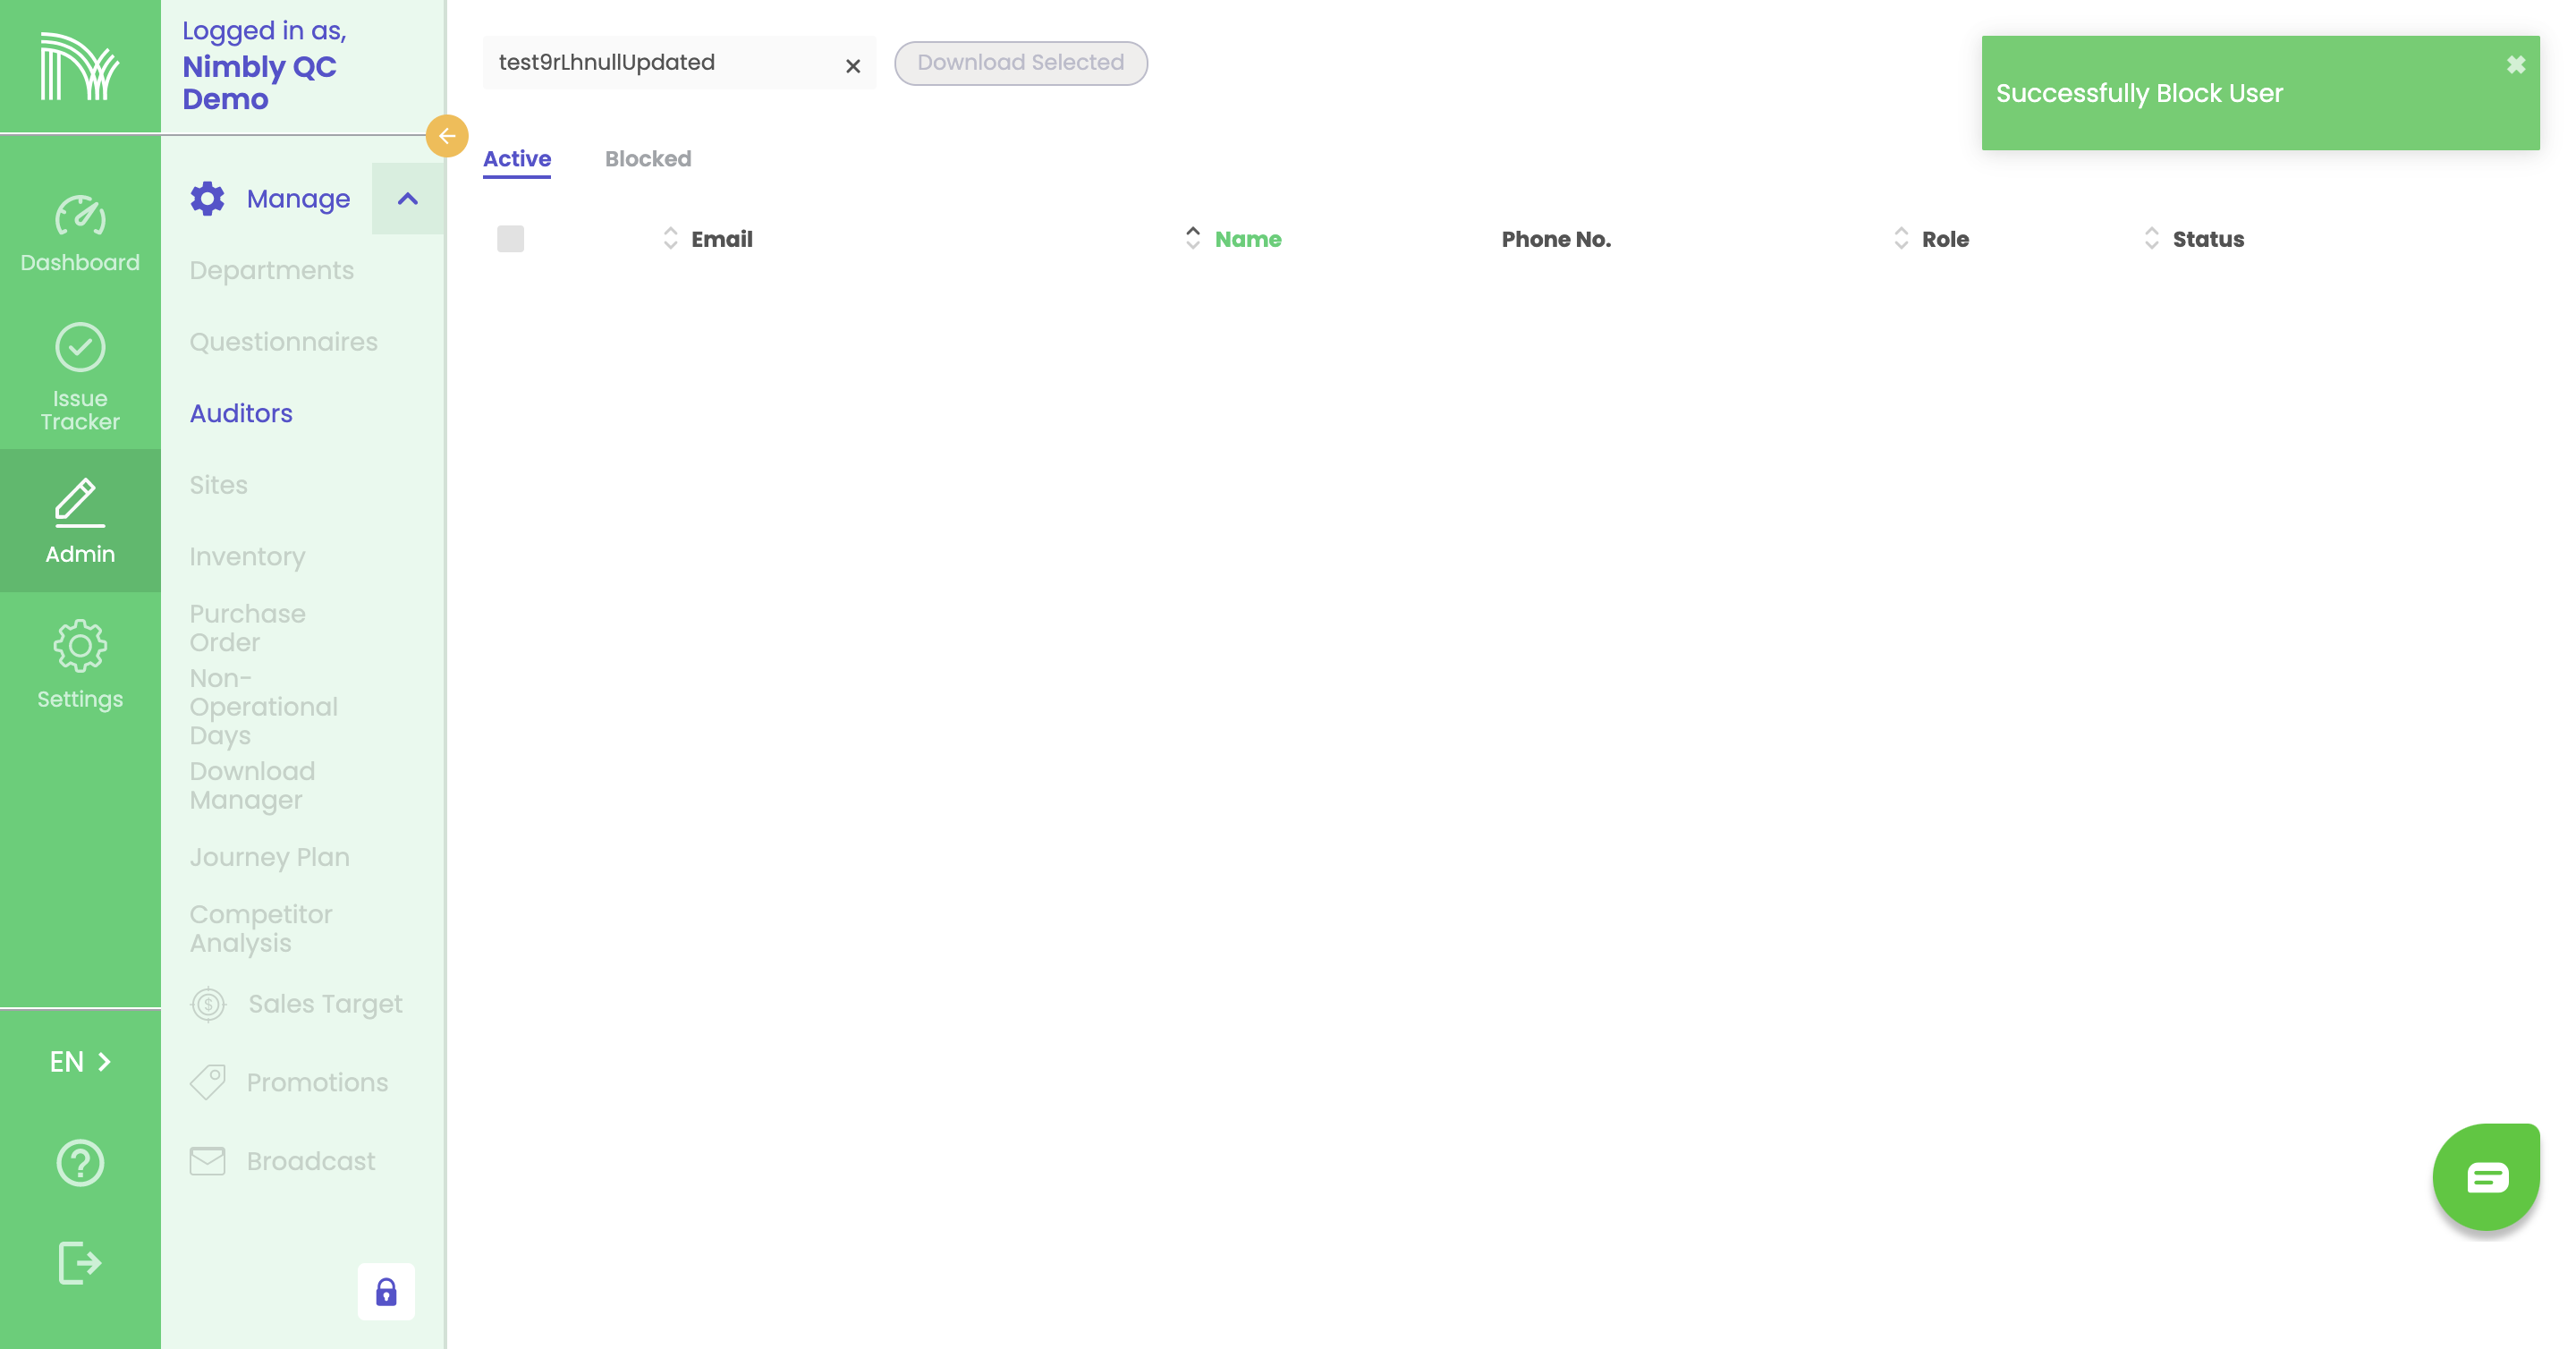 Logged in as,
Nimbly QC
Demo
test9rLhnullUpdated
Download Selected
Successfully Block User
Active
Blocked
Manage
Email
Name
Phone No.
Role
Status
Dashboard
Departments
Questionnaires
Issue
Tracker
Auditors
Sites
Admin
Inventory
Purchase
Order
Non-
Operational
Days
Settings
Download
Manager
Journey Plan
Competitor
Analysis
Sales Target
EN
Promotions
Broadcast